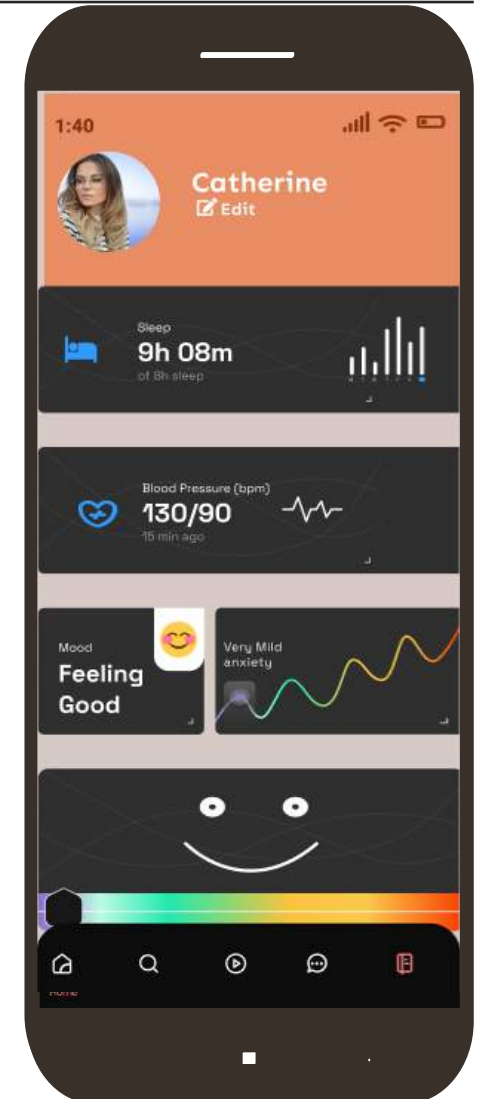 1:40
Catherine
Edit
Sleep
9h 08m
of 8h sleep
Blood Pressure (bpm)
130/90
15 min ago
Mood
Feeling
Good
Very Mild
anxiety
Home